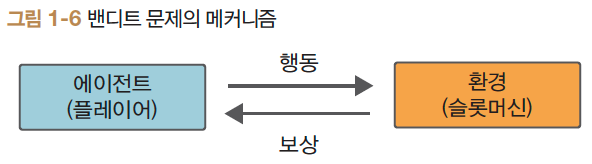 그림 1-6 밴디트 문제의 메커니즘
행동
에이전트
(플레이어)
환경
(슬롯머신)
보상